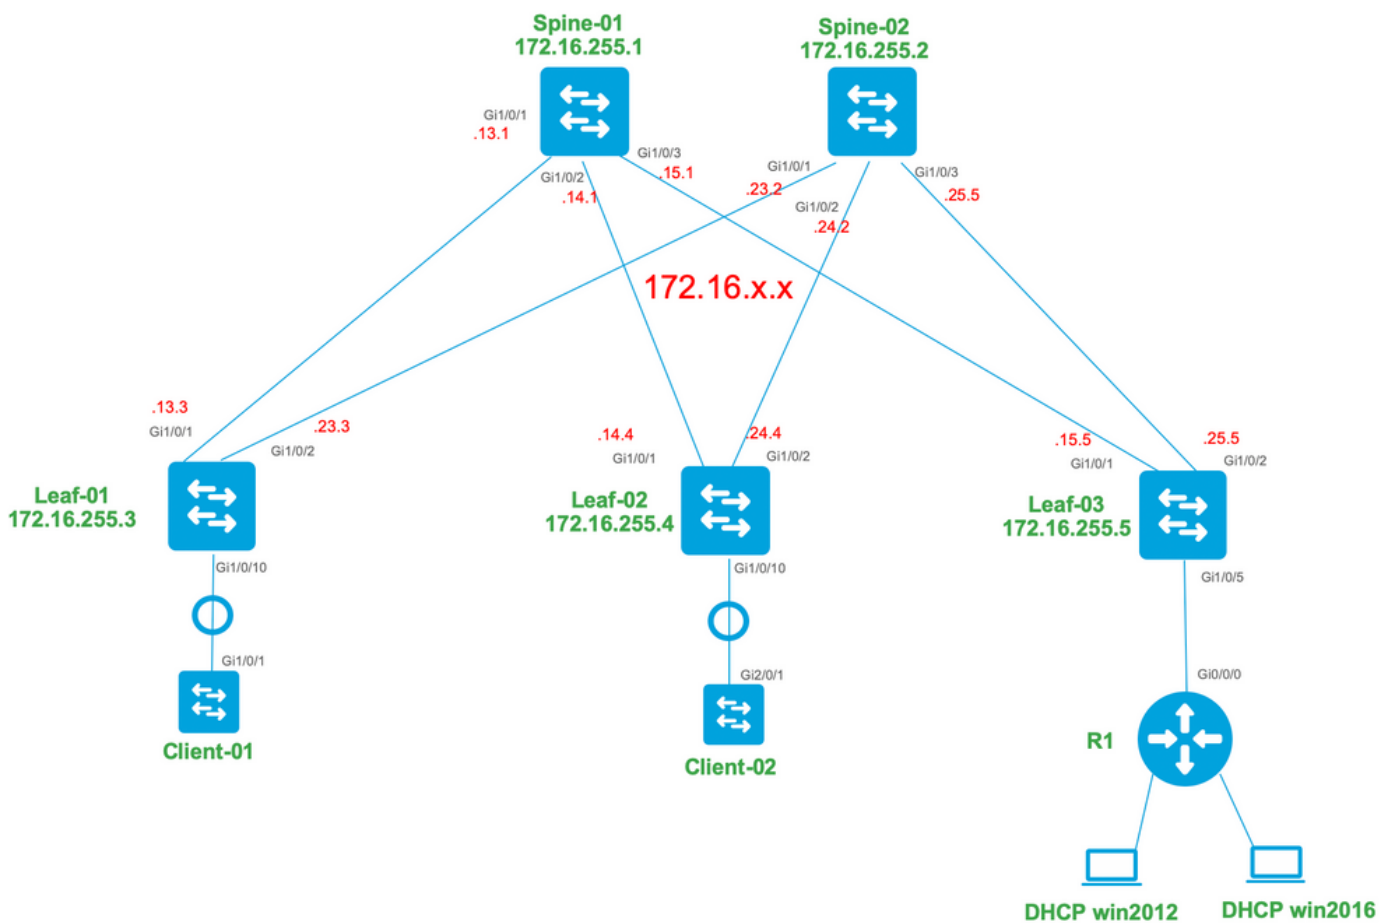 Spine-01
172.16.255.1
Spine-02
172.16.255.2
Gi1/0/1
.13.1
Gi1/0/2
.14.1
Gi1/0/3
.15.1
Gi1/0/1
.23.2
Gi1/0/2
.24.2
Gi1/0/3
.25.5
172.16.x.x
.13.3
Gi1/0/1
.23.3
Gi1/0/2
.14.4
Gi1/0/1
.24.4
Gi1/0/2
.15.5
Gi1/0/1
.25.5
Gi1/0/2
Leaf-01
172.16.255.3
Leaf-02
172.16.255.4
Leaf-03
172.16.255.5
Gi1/0/10
Gi1/0/10
Gi1/0/5
Gi1/0/1
Gi2/0/1
Gi0/0/0
Client-01
Client-02
R1
DHCP win2012
DHCP win2016